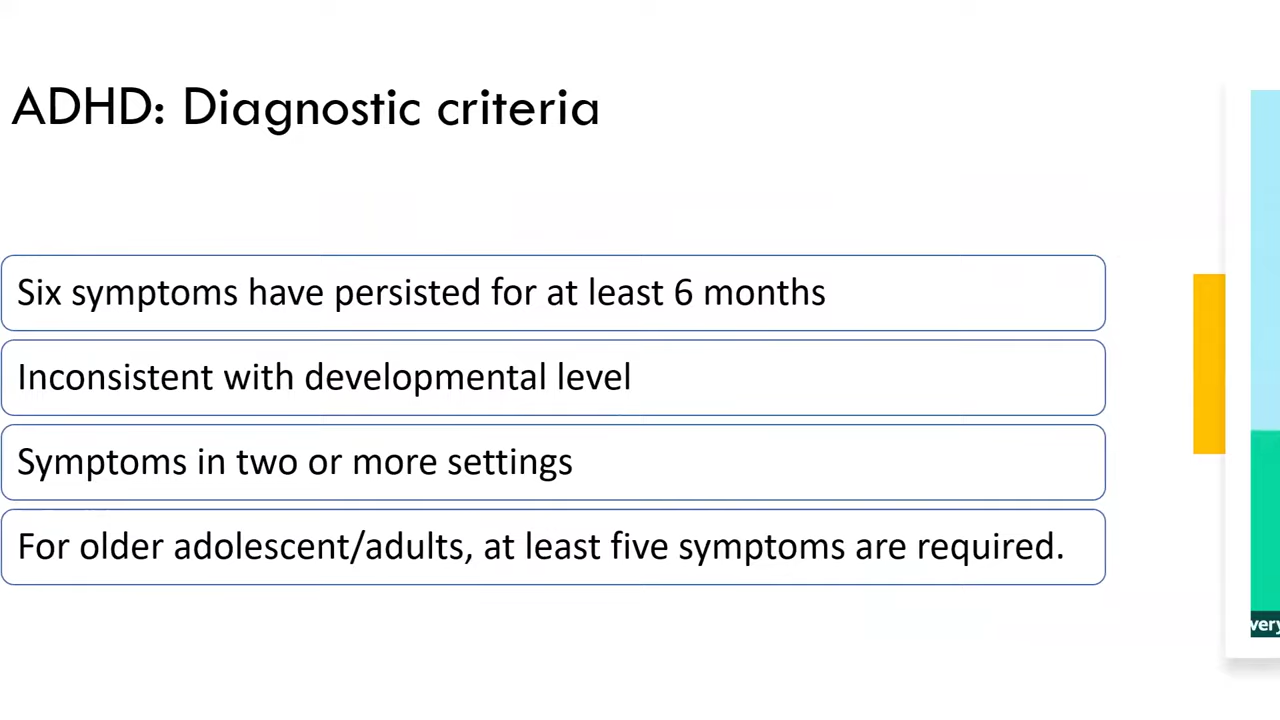 ADHD: Diagnostic criteria
Six symptoms have persisted for at least 6 months
Inconsistent with developmental level
Symptoms in two or more settings
For older adolescent/adults, at least five symptoms are required.